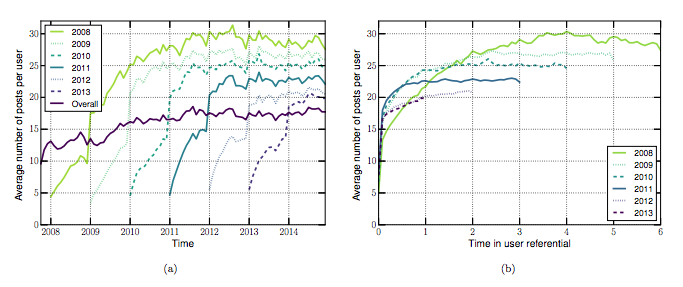 Average number of posts per user
30
25
20
15
10
5
0
2008
2009
2010
2011
2012
2013
Overall
2008 2009 2010 2011 2012 2013 2014
Time
(a)
Average number of posts per user
30
25
20
15
10
5
0
2008
2009
2010
2011
2012
2013
0 1 2 3 4 5 6
Time in user referential
(b)